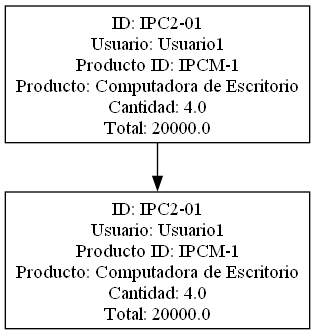 ID: IPC2-01
Usuario: Usuario1
Producto ID: IPCM-1
Producto: Computadora de Escritorio
Cantidad: 4.0
Total: 20000.0
ID: IPC2-01
Usuario: Usuario1
Producto ID: IPCM-1
Producto: Computadora de Escritorio
Cantidad: 4.0
Total: 20000.0